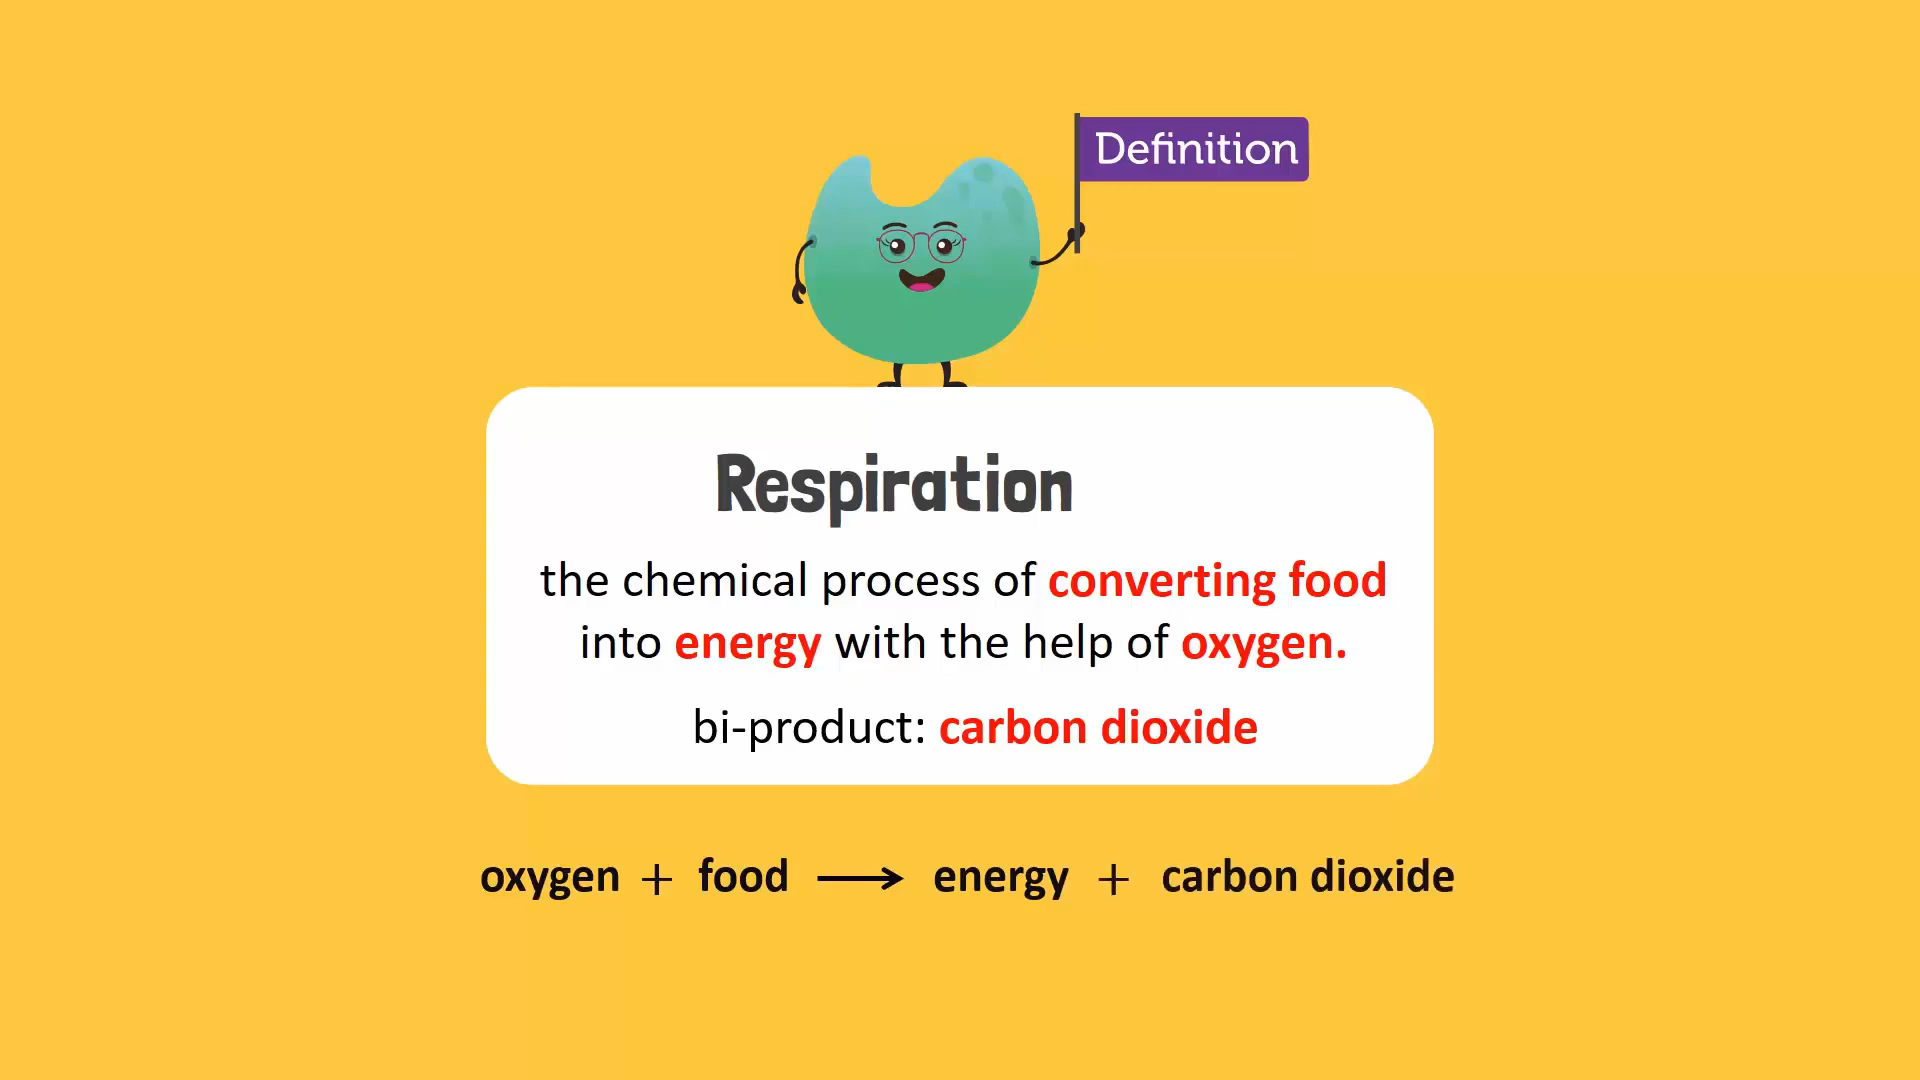 Definition
Respiration
the chemical process of converting food
into energy with the help of oxygen.
bi-product: carbon dioxide
oxygen + food ⟶ energy + carbon dioxide